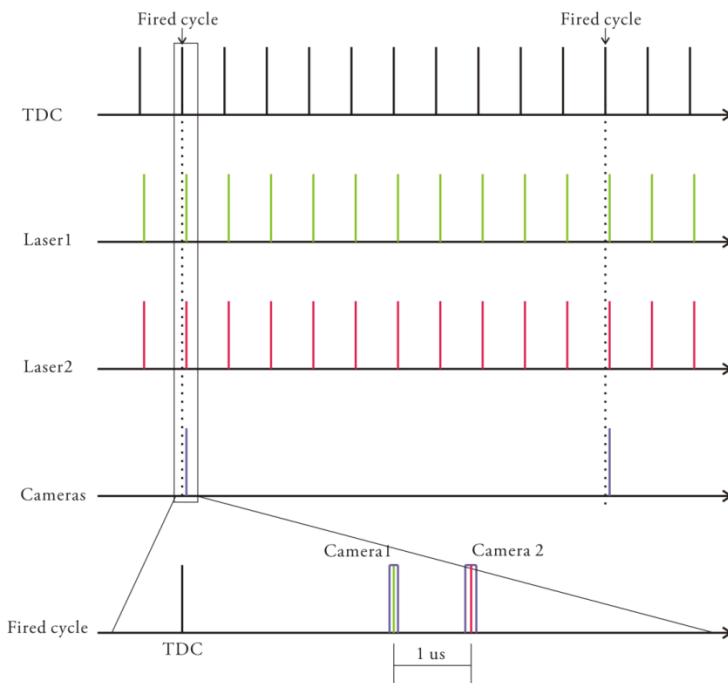 Fired cycle Fired cycle
TDC
Laser1
Laser2
Cameras
Camera1 Camera 2
Fired cycle
TDC
1 us